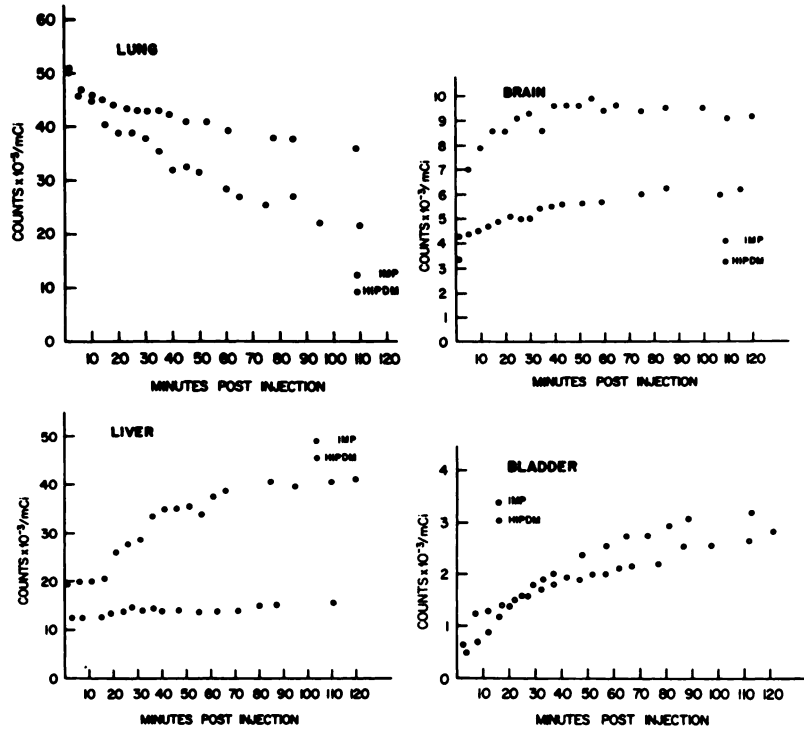 LUNG
60
50
40
30
20
10
0
COUNTS x 10⁻³/mCi
IMP
HIPDM
10 20 30 40 50 60 70 80 90 100 110 120
MINUTES POST INJECTION
BRAIN
10
9
8
7
6
5
4
3
2
1
0
COUNTS x 10⁻³/mCi
IMP
HIPDM
10 20 30 40 50 60 70 80 90 100 110 120
MINUTES POST INJECTION
LIVER
50
40
30
20
10
0
COUNTS x 10⁻³/mCi
IMP
HIPDM
10 20 30 40 50 60 70 80 90 100 110 120
MINUTES POST INJECTION
BLADDER
4
3
2
1
0
COUNTS x 10⁻³/mCi
IMP
HIPDM
10 20 30 40 50 60 70 80 90 100 110 120
MINUTES POST INJECTION